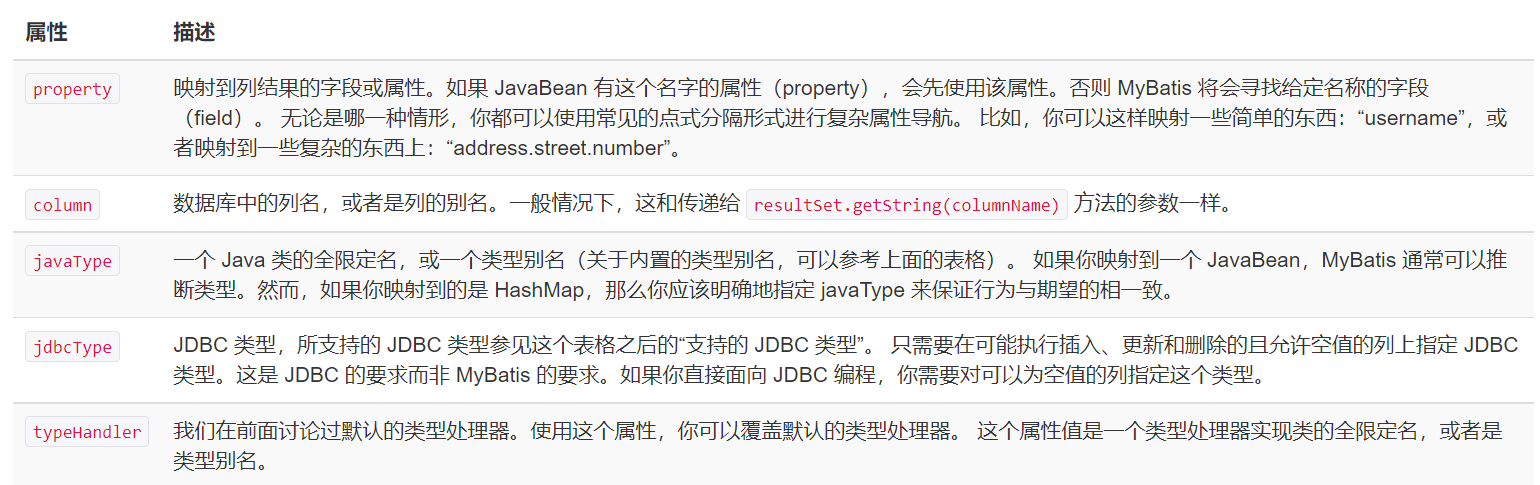 属性 描述
property 映射到列结果的字段或属性。如果 JavaBean 有这个名字的属性（property），会先使用该属性。否则 MyBatis 将会寻找给定名称的字段
（field）。 无论是哪一种情形，你都可以使用常见的点式分隔形式进行复杂属性导航。 比如，你可以这样映射一些简单的东西：“username”，或
者映射到一些复杂的东西上：“address.street.number”。
column 数据库中的列名，或者是列的别名。一般情况下，这和传递给 resultSet.getString(columnName) 方法的参数一样。
javaType 一个 Java 类的全限定名，或一个类型别名（关于内置的类型别名，可以参考上面的表格）。 如果你映射到一个 JavaBean，MyBatis 通常可以推
断类型。然而，如果你映射到的是 HashMap，那么你应该明确地指定 javaType 来保证行为与期望的相一致。
jdbcType JDBC 类型，所支持的 JDBC 类型参见这个表格之后的“支持的 JDBC 类型”。 只需要在可能执行插入、更新和删除的且允许空值的列上指定 JDBC
类型。这是 JDBC 的要求而非 MyBatis 的要求。如果你直接面向 JDBC 编程，你需要对可以为空值的列指定这个类型。
typeHandler 我们在前面讨论过默认的类型处理器。使用这个属性，你可以覆盖默认的类型处理器。 这个属性值是一个类型处理器实现类的全限定名，或者是
类型别名。